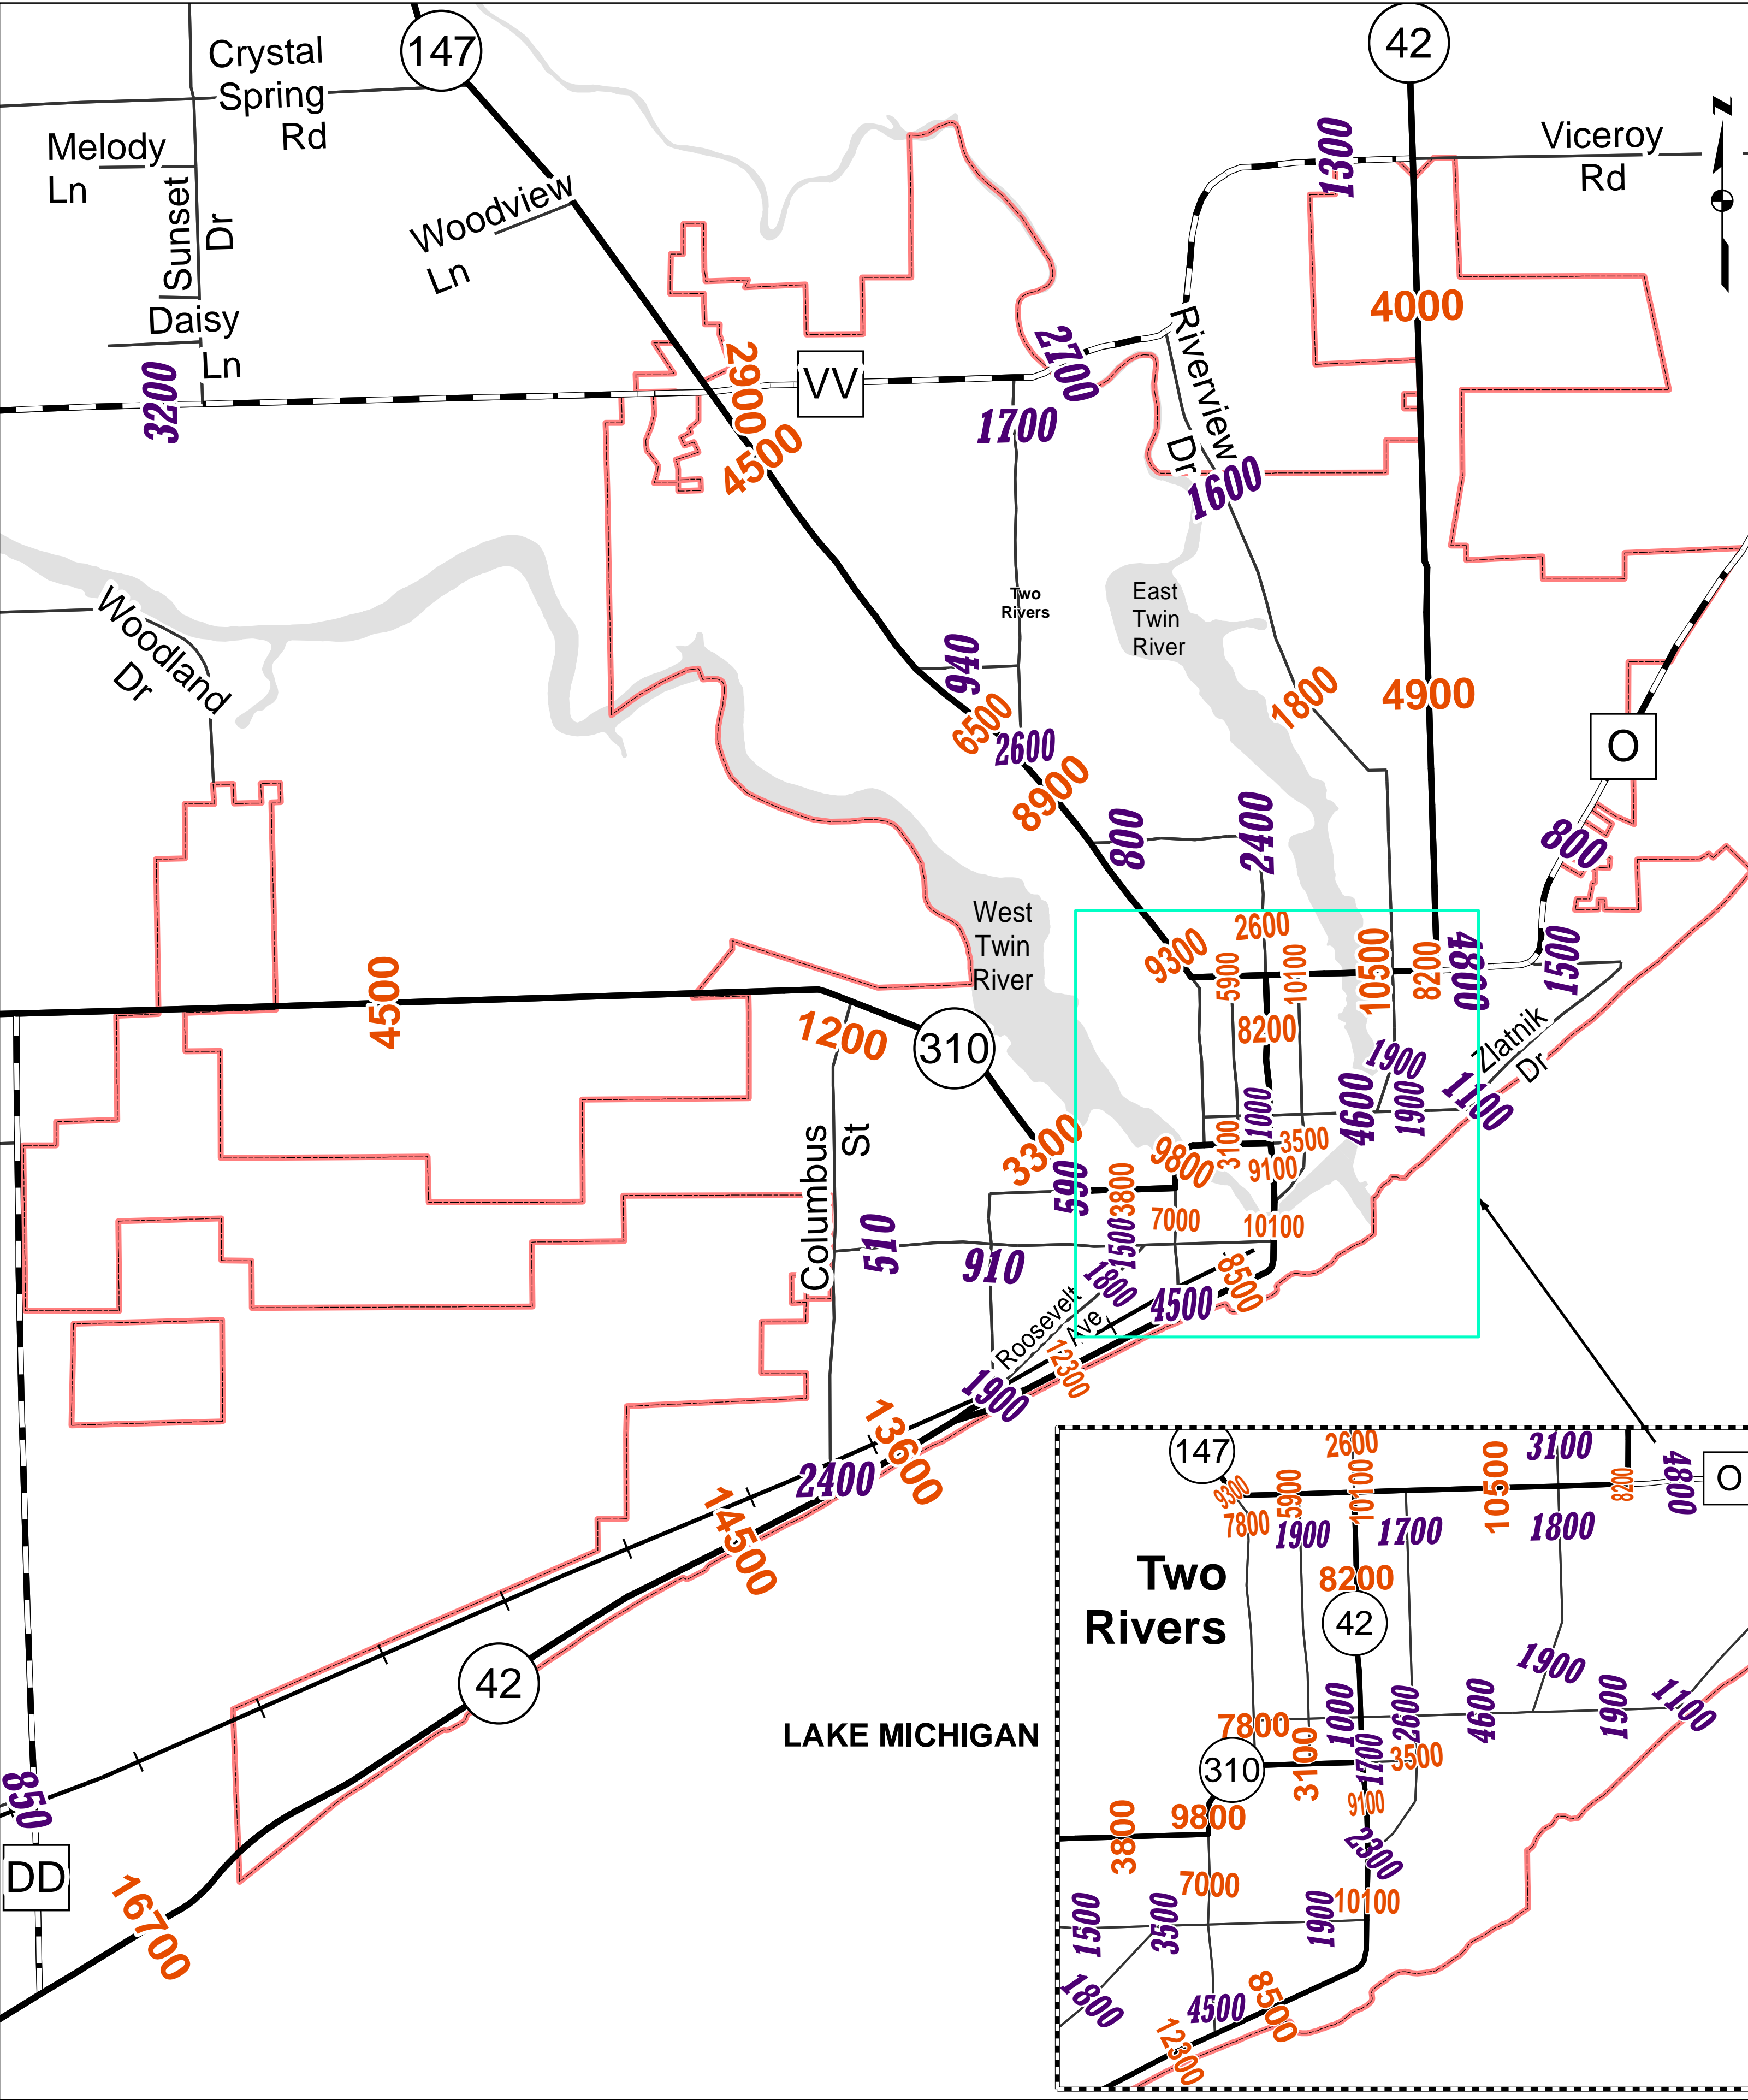 147
42
Crystal
Spring
Rd
Melody
Ln
Sunset
Dr
Woodview
Ln
1300
Viceroy
Rd
Z
4000
Daisy
Ln
3200
2900
4500
VV
2700
1700
Riverview
Dr
1600
Two
Rivers
East
Twin
River
Woodland
Dr
940
6500
2600
8900
1800
4900
O
800
2400
800
West
Twin
River
9300
2600
5900
10100
10500
8200
4800
1500
4500
1200
310
8200
1900
Zlatnik
Dr
Columbus
St
3300
1000
4600
1900
1100
590
3800
9800
3100
3500
9100
7000
10100
510
910
1500
1800
4500
8500
Roosevelt
Ave
12300
1900
13600
2400
14500
42
LAKE MICHIGAN
850
DD
16700
147
2600
3100
10500
4800
O
9300
5900
10100
8200
7800
1900
1700
1800
Two
Rivers
8200
42
1900
1000
2600
4600
1900
1100
7800
310
3100
1700
3500
9100
3800
9800
2300
7000
10100
1500
3500
1900
1800
4500
8500
12300